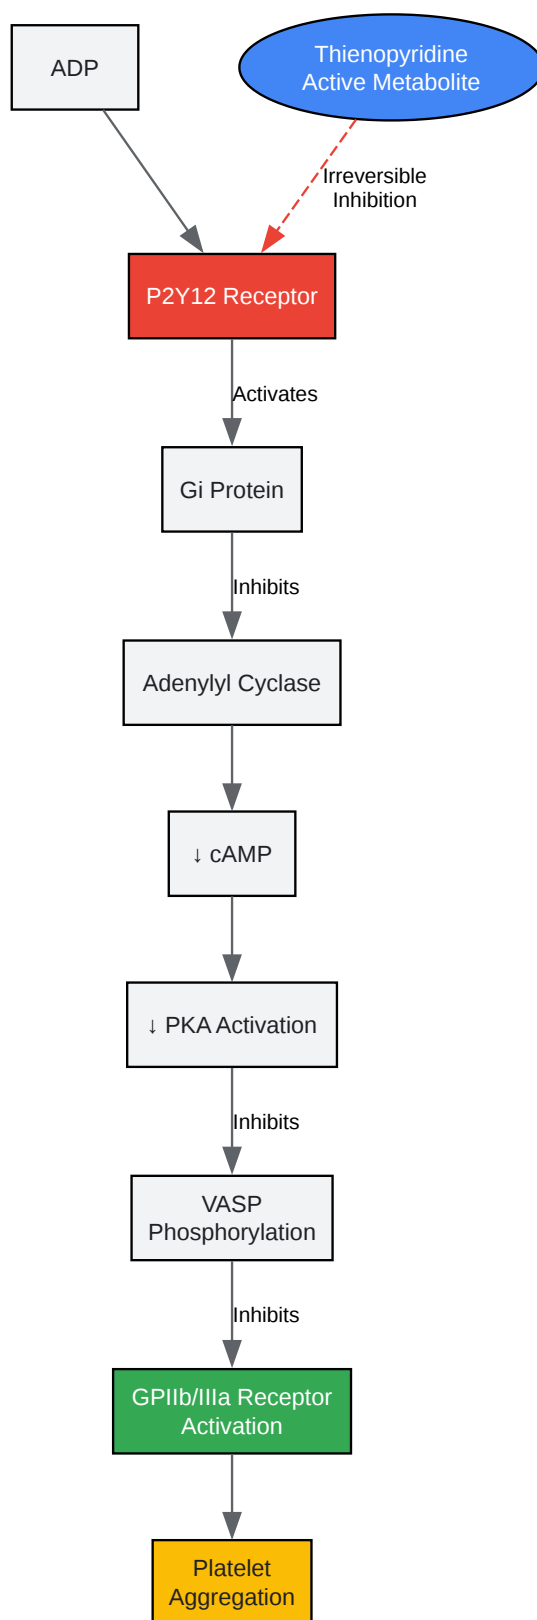 ADP
Thienopyridine
Active Metabolite
Irreversible
Inhibition
P2Y12 Receptor
Activates
Gi Protein
Inhibits
Adenylyl Cyclase
↓ cAMP
↓ PKA Activation
Inhibits
VASP
Phosphorylation
Inhibits
GPIIb/IIIa Receptor
Activation
Platelet
Aggregation